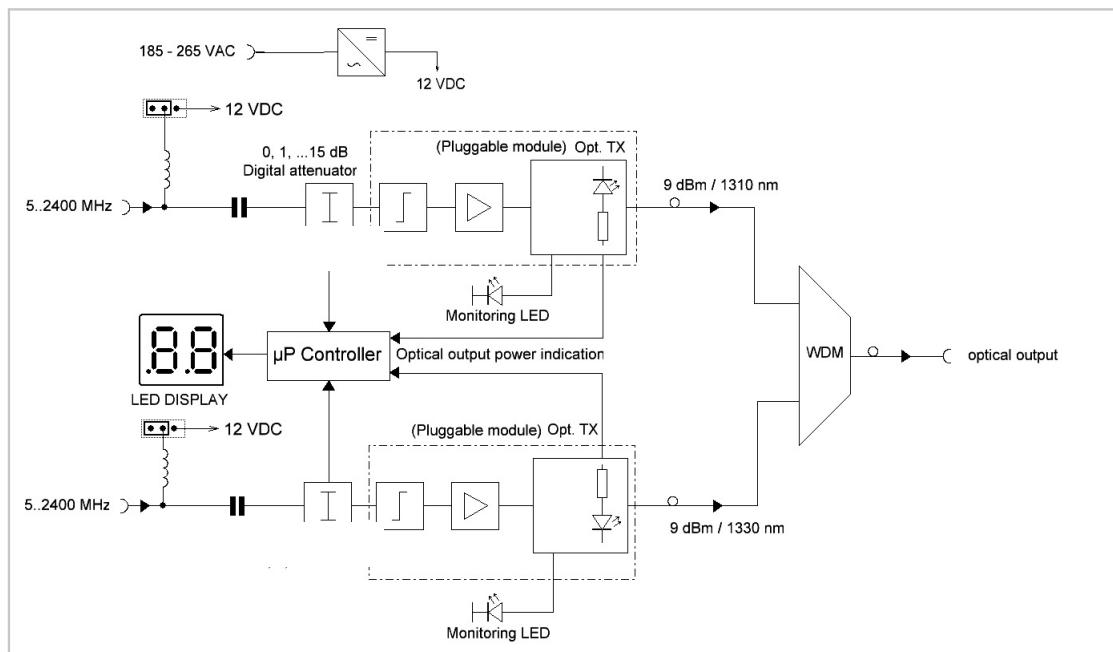 185 - 265 VAC
12 VDC
12 VDC
0, 1, ...15 dB
Digital attenuator
(Pluggable module) Opt. TX
9 dBm / 1310 nm
5..2400 MHz
Monitoring LED
.8.8
µP Controller
Optical output power indication
WDM
optical output
LED DISPLAY
12 VDC
(Pluggable module) Opt. TX
5..2400 MHz
9 dBm / 1330 nm
Monitoring LED